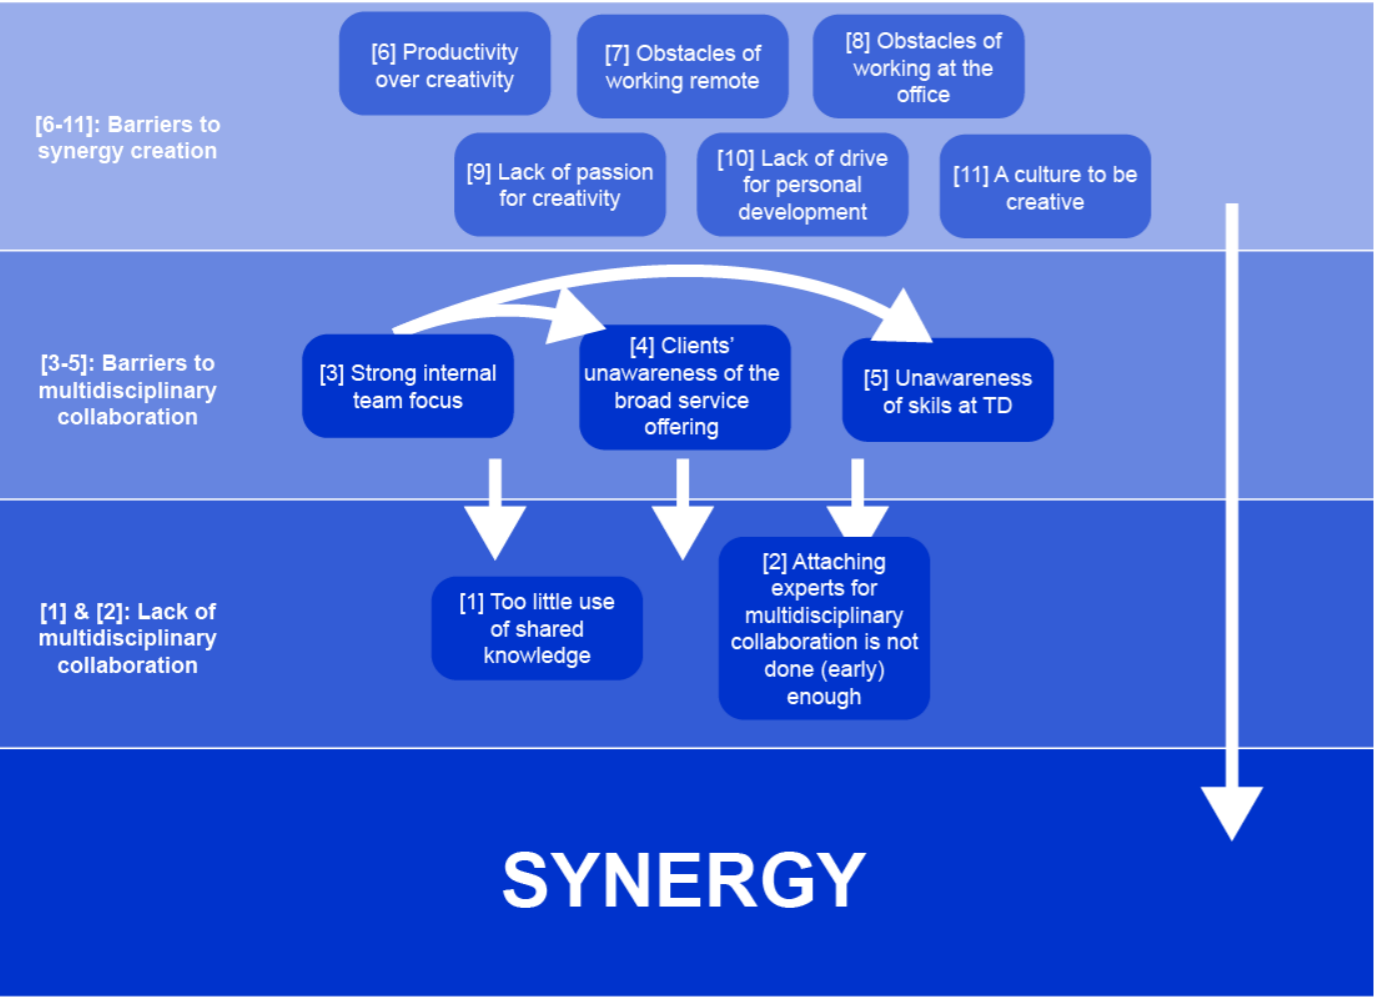 [6] Productivity
over creativity
[7] Obstacles of
working remote
[8] Obstacles of
working at the
office
[6-11]: Barriers to
synergy creation
[9] Lack of passion
for creativity
[10] Lack of drive
for personal
development
[11] A culture to be
creative
[3-5]: Barriers to
multidisciplinary
collaboration
[3] Strong internal
team focus
[4] Clients’
unawareness of the
broad service
offering
[5] Unawareness
of skils at TD
[1] & [2]: Lack of
multidisciplinary
collaboration
[1] Too little use
of shared
knowledge
[2] Attaching
experts for
multidisciplinary
collaboration is not
done (early)
enough
SYNERGY